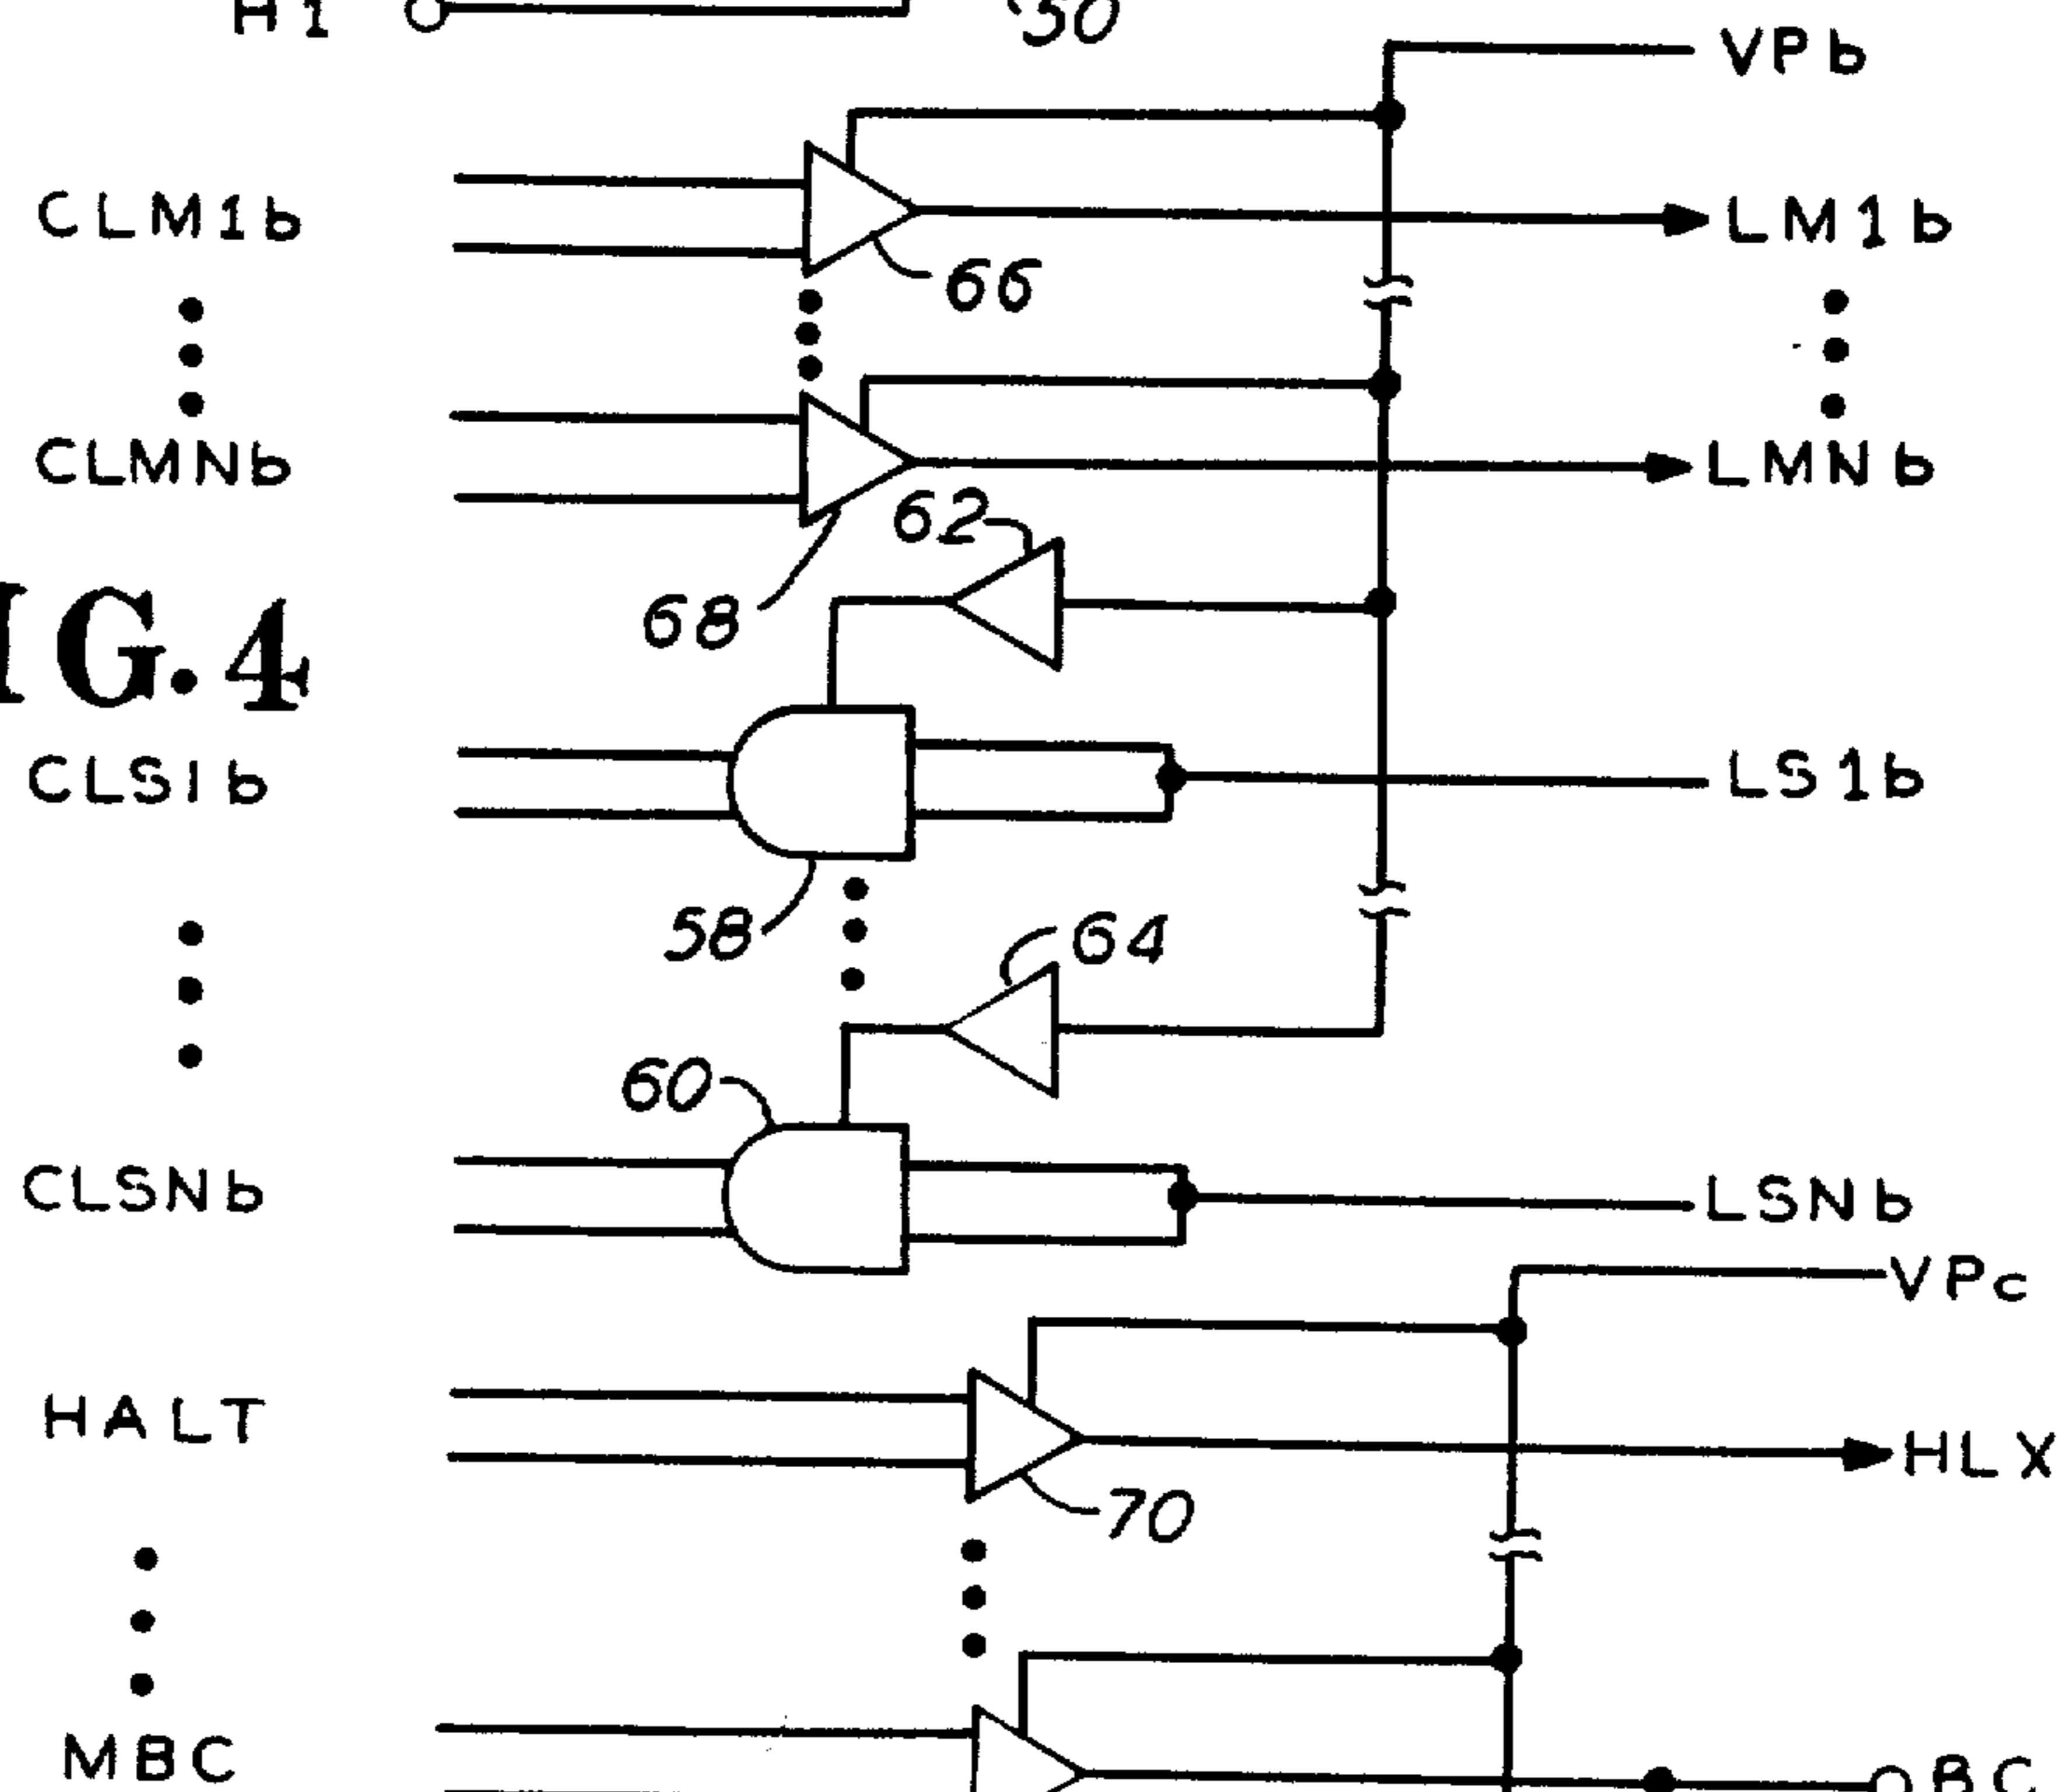 H1
50
VPb
CLM1b
LM1b
66
CLMNb
LMNb
62
68
IG.4
CLS1b
LS1b
58
64
60
CLSNb
LSNb
VPc
HALT
HLX
70
MBC
BC